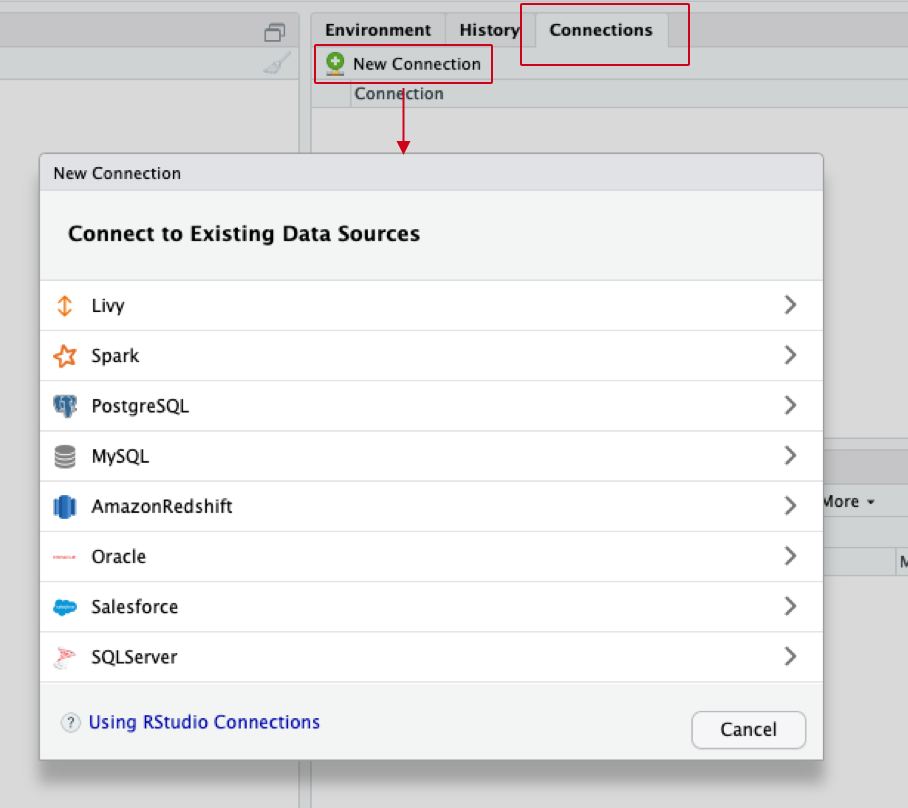 Environment History Connections
New Connection
Connection
New Connection
Connect to Existing Data Sources
Livy
Spark
PostgreSQL
MySQL
AmazonRedshift
More
Oracle
M
Salesforce
SQLServer
? Using RStudio Connections
Cancel